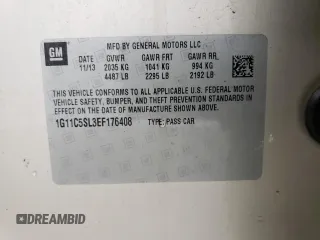 GM
MFD BY GENERAL MOTORS LLC
DATE GVWR GAWR FRT GAWR RR
11/13 2035 KG 1041 KG 994 KG
4487 LB 2295 LB 2192 LB
THIS VEHICLE CONFORMS TO ALL APPLICABLE U.S. FEDERAL MOTOR
VEHICLE SAFETY, BUMPER, AND THEFT PREVENTION STANDARDS IN
EFFECT ON THE DATE OF MANUFACTURE SHOWN ABOVE.
1G11C5SL3EF176408 TYPE: PASS CAR
DREAMBID